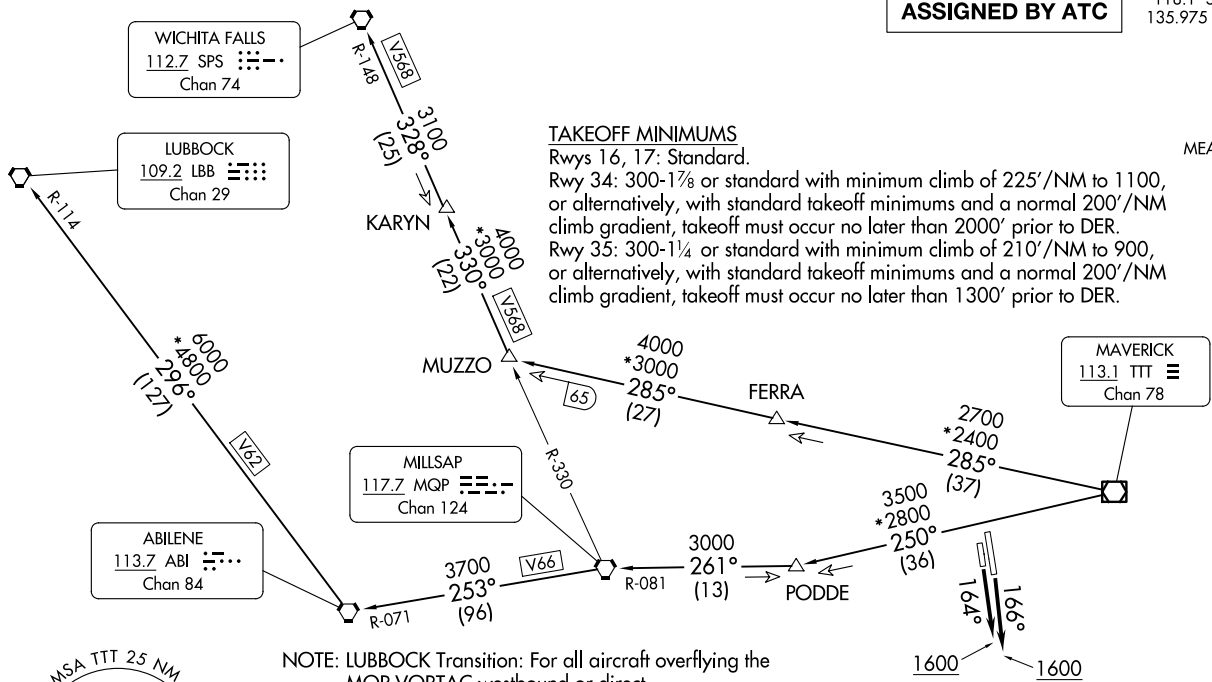 ASSIGNED BY ATC
135.975
WICHITA FALLS
112.7 SPS
Chan 74
R-148
V568
3100
328°
(25)
LUBBOCK
109.2 LBB
Chan 29
R-114
KARYN
TAKEOFF MINIMUMS
Rwys 16, 17: Standard.
Rwy 34: 300-1⅞ or standard with minimum climb of 225'/NM to 1100,
or alternatively, with standard takeoff minimums and a normal 200'/NM
climb gradient, takeoff must occur no later than 2000' prior to DER.
Rwy 35: 300-1¼ or standard with minimum climb of 210'/NM to 900,
or alternatively, with standard takeoff minimums and a normal 200'/NM
climb gradient, takeoff must occur no later than 1300' prior to DER.
MEA
4000
*3000
330°
(22)
V568
6000
*4800
296°
(127)
V62
MUZZO
65
4000
*3000
285°
(27)
FERRA
MAVERICK
113.1 TTT
Chan 78
2700
*2400
285°
(37)
R-330
MILLSAP
117.7 MQP
Chan 124
3500
*2800
250°
(36)
ABILENE
113.7 ABI
Chan 84
3700
V66
253°
(96)
R-071
R-081
3000
261°
(13)
PODDE
164°
166°
1600
1600
MSA TTT 25 NM
NOTE: LUBBOCK Transition: For all aircraft overflying the
MQP VORTAC westbound or direct